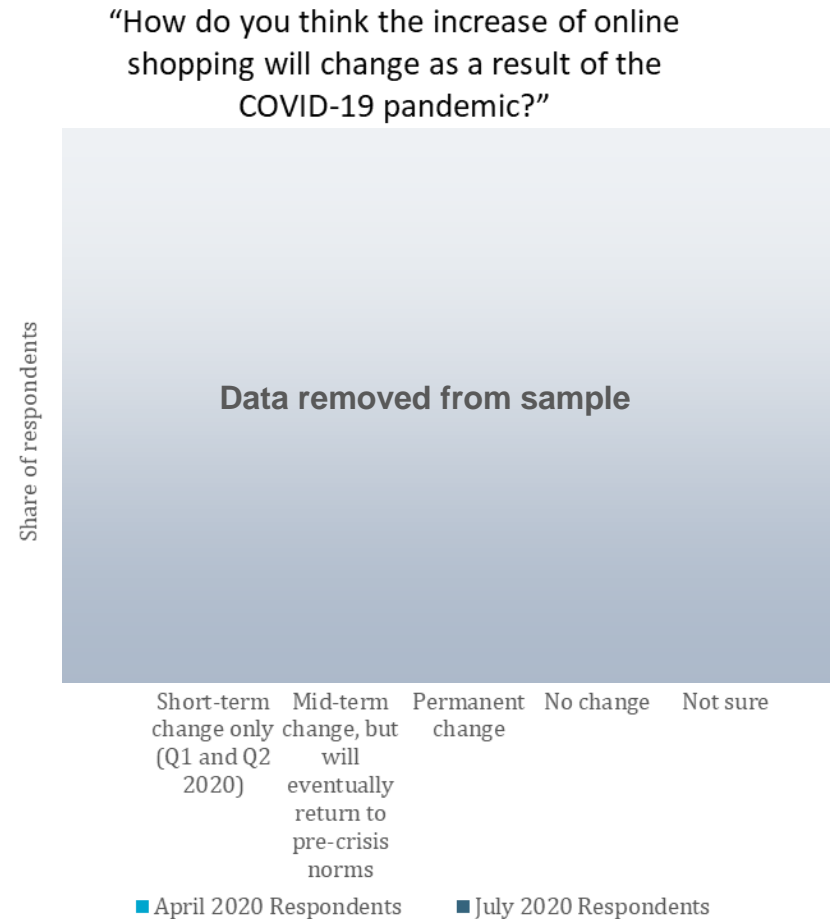 “How do you think the increase of online
shopping will change as a result of the
COVID-19 pandemic?”
Share of respondents
Data removed from sample
Short-term
change only
(Q1 and Q2
2020)
Mid-term
change, but
will
eventually
return to
pre-crisis
norms
Permanent
change
No change
Not sure
April 2020 Respondents
July 2020 Respondents